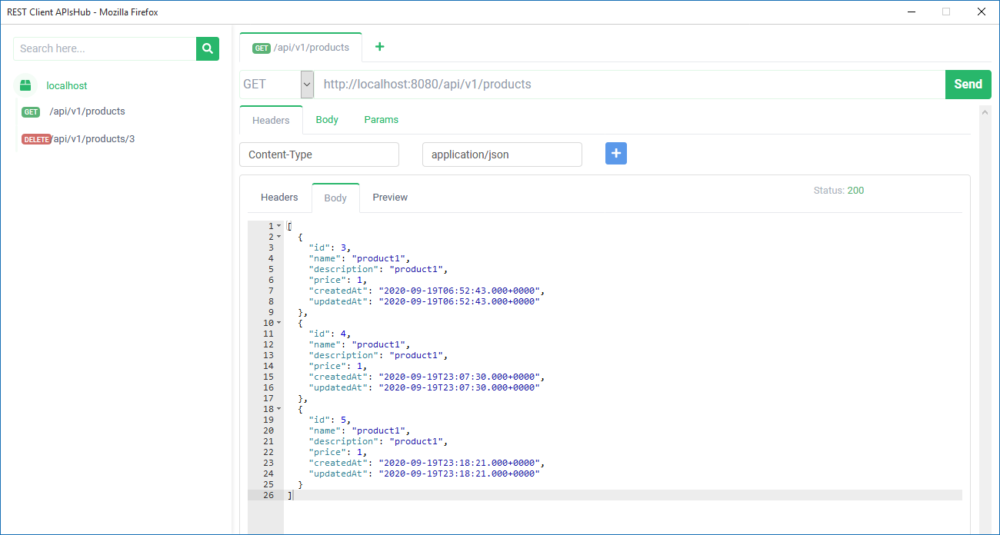 REST Client APIsHub - Mozilla Firefox
Search here...
localhost
GET /api/v1/products
DELETE /api/v1/products/3
GET /api/v1/products
GET http://localhost:8080/api/v1/products Send
Headers Body Params
Content-Type application/json
Headers Body Preview Status: 200
1 [
2 {
3 "id": 3,
4 "name": "product1",
5 "description": "product1",
6 "price": 1,
7 "createdAt": "2020-09-19T06:52:43.000+0000",
8 "updatedAt": "2020-09-19T06:52:43.000+0000"
9 },
10 {
11 "id": 4,
12 "name": "product1",
13 "description": "product1",
14 "price": 1,
15 "createdAt": "2020-09-19T23:07:30.000+0000",
16 "updatedAt": "2020-09-19T23:07:30.000+0000"
17 },
18 {
19 "id": 5,
20 "name": "product1",
21 "description": "product1",
22 "price": 1,
23 "createdAt": "2020-09-19T23:18:21.000+0000",
24 "updatedAt": "2020-09-19T23:18:21.000+0000"
25 }
26 ]